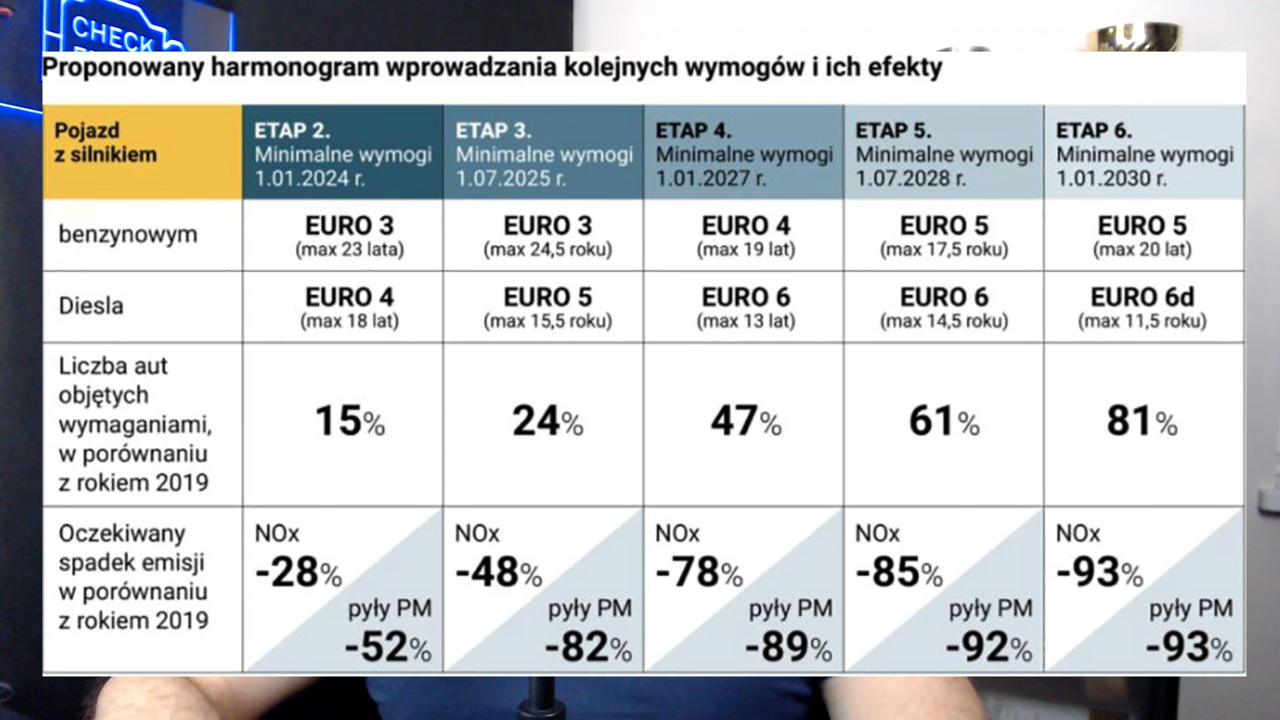 CHECK
Proponowany harmonogram wprowadzania kolejnych wymogów i ich efekty
Pojazd
z silnikiem
ETAP 2.
Minimalne wymogi
1.01.2024 r.
ETAP 3.
Minimalne wymogi
1.07.2025 r.
ETAP 4.
Minimalne wymogi
1.01.2027 r.
ETAP 5.
Minimalne wymogi
1.07.2028 r.
ETAP 6.
Minimalne wymogi
1.01.2030 r.
benzynowym
EURO 3
(max 23 lata)
EURO 3
(max 24,5 roku)
EURO 4
(max 19 lat)
EURO 5
(max 17,5 roku)
EURO 5
(max 20 lat)
Diesla
EURO 4
(max 18 lat)
EURO 5
(max 15,5 roku)
EURO 6
(max 13 lat)
EURO 6
(max 14,5 roku)
EURO 6d
(max 11,5 roku)
Liczba aut
objętych
wymaganiami,
w porównaniu
z rokiem 2019
15%
24%
47%
61%
81%
Oczekiwany
spadek emisji
w porównaniu
z rokiem 2019
NOx
-28%
pyły PM
-52%
NOx
-48%
pyły PM
-82%
NOx
-78%
pyły PM
-89%
NOx
-85%
pyły PM
-92%
NOx
-93%
pyły PM
-93%